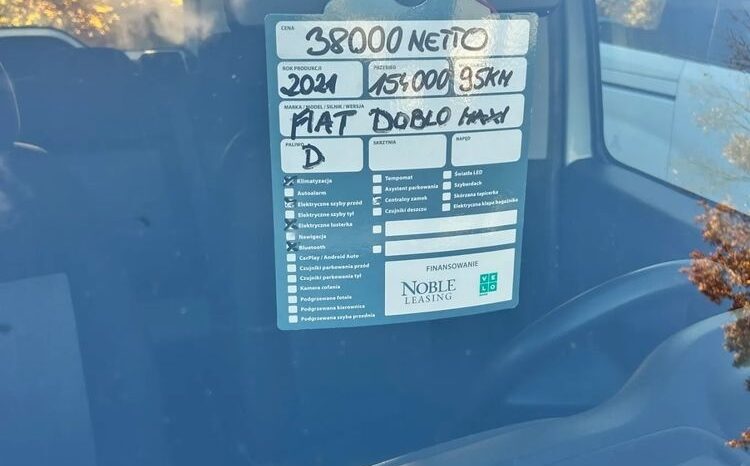 CENA
38000 NETTO
ROK PRODUKCJI PRZEBIEG
2021 154000 95KM
MARKA / MODEL / SILNIK / WERSJA
FIAT DOBLO MAXI
PALIWO SKRZYNIA NAPĘD
D
Klimatyzacja
Autoalarm
Elektryczne szyby przód
Elektryczne szyby tył
Elektryczne lusterka
Nawigacja
Bluetooth
CarPlay / Android Auto
Czujniki parkowania przód
Czujniki parkowania tył
Kamera cofania
Podgrzewane fotele
Podgrzewana kierownica
Podgrzewana szyba przednia
Tempomat
Asystent parkowania
Centralny zamek
Czujniki deszczu
Światła LED
Szyberdach
Skórzana tapicerka
Elektryczna klapa bagażnika
FINANSOWANIE
NOBLE
LEASING
VE
LO